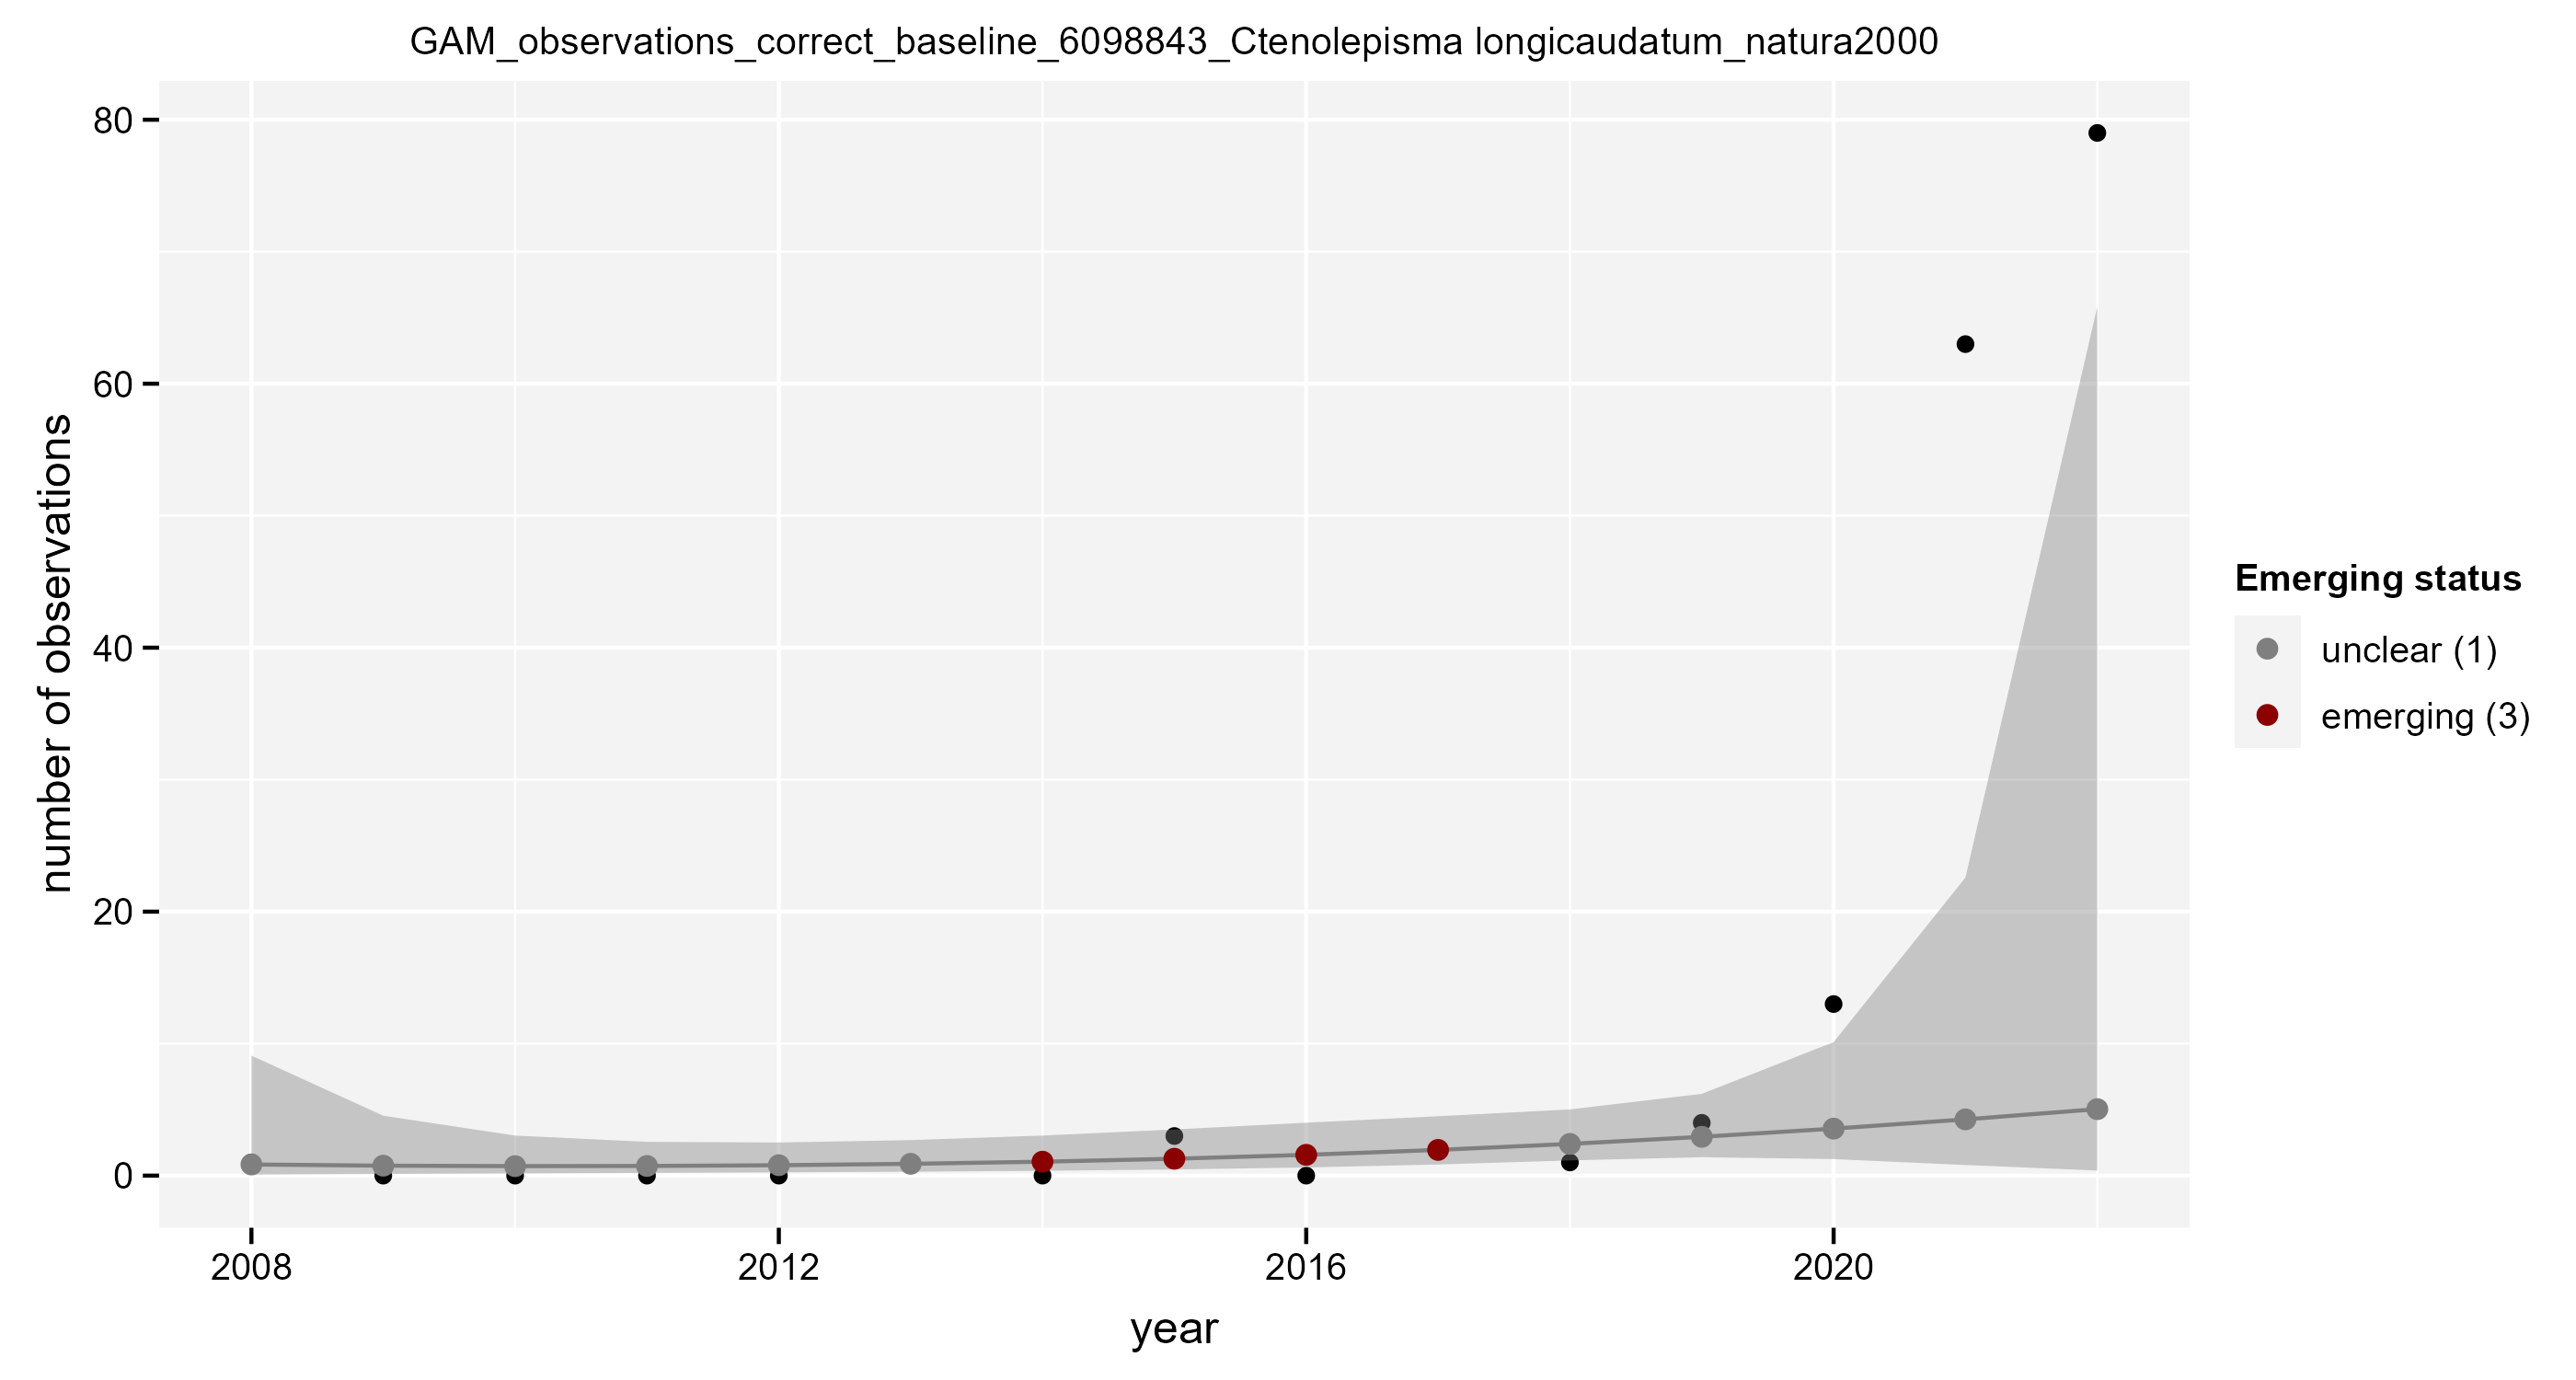 GAM_observations_correct_baseline_6098843_Ctenolepisma longicaudatum_natura2000
80
60
40
20
0
number of observations
2008
2012
2016
2020
year
Emerging status
unclear (1)
emerging (3)